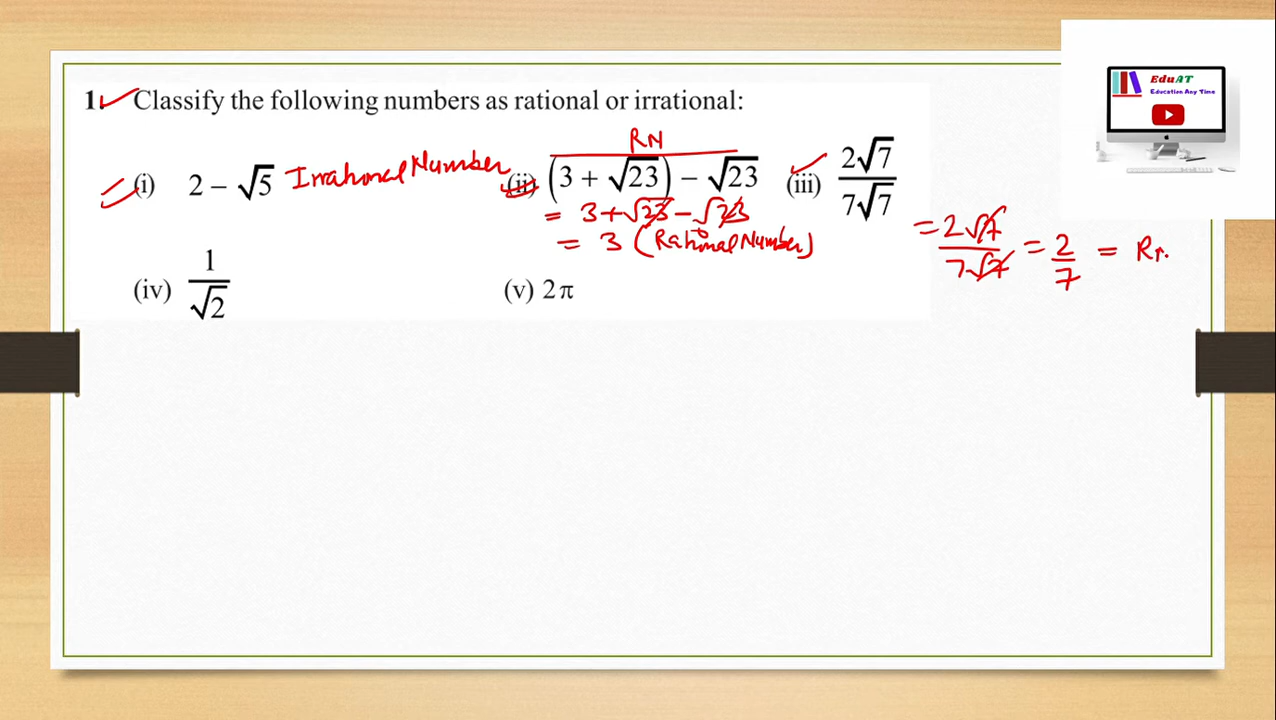 EduAT
Education Any Time
1. Classify the following numbers as rational or irrational:
RN
(i) 2 – √5 Irrational Number (ii) (3 + √23) – √23 (iii) 2√7 / 7√7
= 3 + √23 – √23
= 3 (Rational Number)
= 2√7 / 7√7 = 2/7 = Rn
(iv) 1/√2 (v) 2π